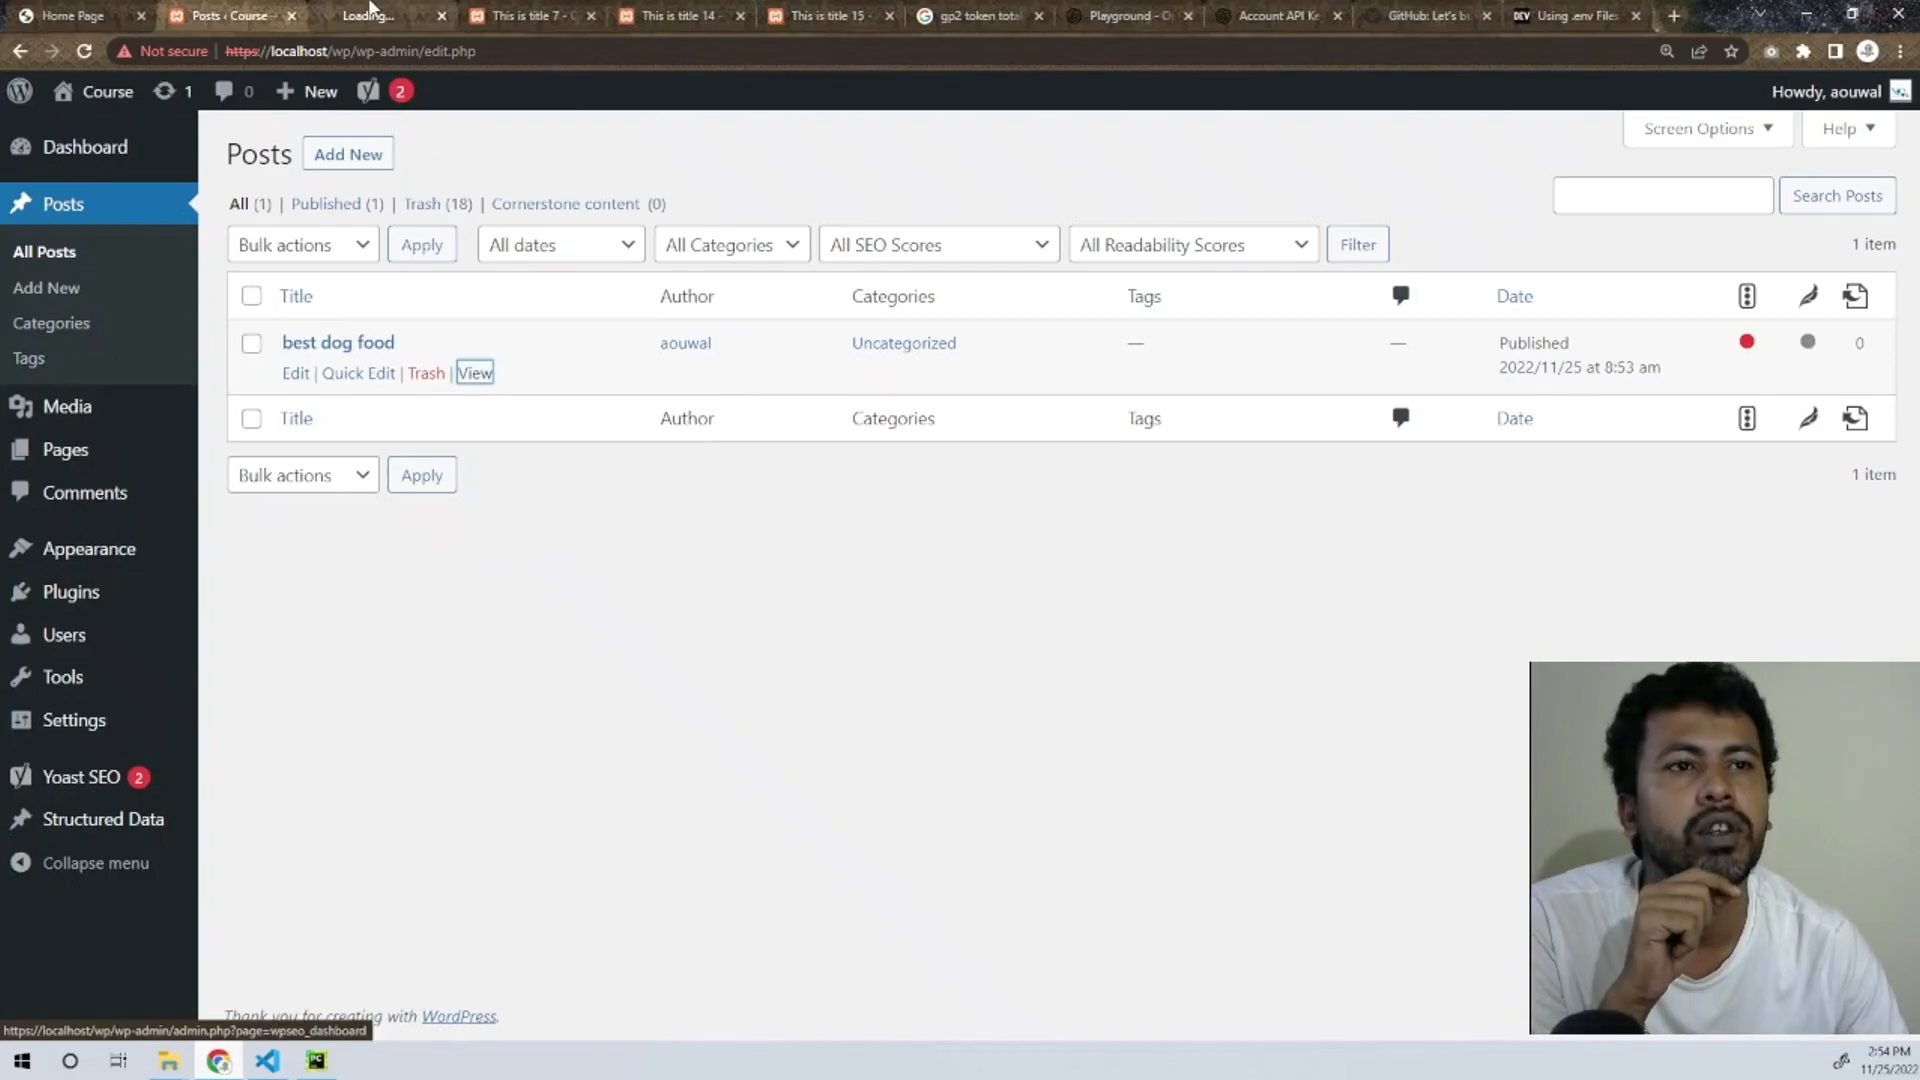 Home Page
Posts ‹ Course
Loading...
This is title 7 -
This is title 14 -
This is title 15 -
gp2 token tota
Playground - O
Account API Ke
GitHub: Let's bu
DEV Using .env Files
Not secure https://localhost/wp/wp-admin/edit.php
Course 1 0 New 2
Howdy, aouwal
Screen Options Help
Dashboard
Posts
All Posts
Add New
Categories
Tags
Media
Pages
Comments
Appearance
Plugins
Users
Tools
Settings
Yoast SEO 2
Structured Data
Collapse menu
Posts Add New
All (1) | Published (1) | Trash (18) | Cornerstone content (0)
Search Posts
Bulk actions Apply All dates All Categories All SEO Scores All Readability Scores Filter 1 item
Title Author Categories Tags Date
best dog food aouwal Uncategorized — — Published 0
Edit | Quick Edit | Trash | View 2022/11/25 at 8:53 am
Title Author Categories Tags Date
Bulk actions Apply 1 item
Thank you for creating with WordPress.
https://localhost/wp/wp-admin/admin.php?page=wpseo_dashboard
PC
2:54 PM
11/25/2022